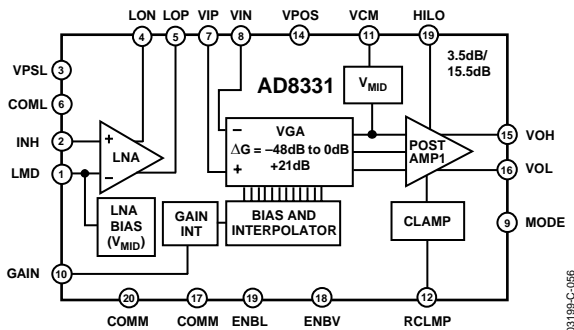 LON LOP VIP VIN VPOS VCM HILO
4 5 7 8 14 11 19
VPSL 3
3.5dB/
15.5dB
AD8331
VMID
COML 6
INH 2
+
LNA
–
LMD 1
–
VGA
ΔG = –48dB to 0dB
+21dB
+
POST
AMP1
15 VOH
16 VOL
LNA
BIAS
(VMID)
GAIN
INT
BIAS AND
INTERPOLATOR
CLAMP
9 MODE
GAIN 10
20 17 19 18 12
COMM COMM ENBL ENBV RCLMP
03199-C-056